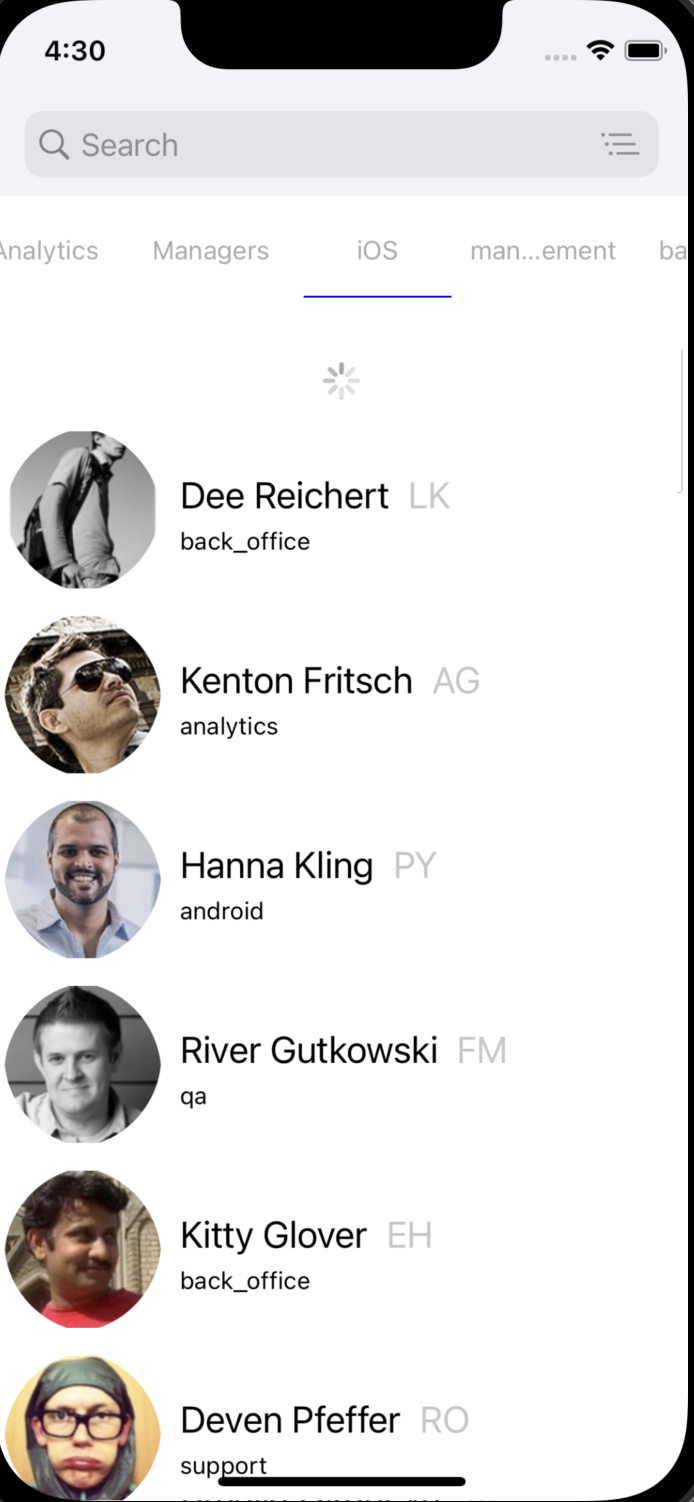 4:30
Search
Analytics Managers iOS man...ement ba
Dee Reichert LK
back_office
Kenton Fritsch AG
analytics
Hanna Kling PY
android
River Gutkowski FM
qa
Kitty Glover EH
back_office
Deven Pfeffer RO
support